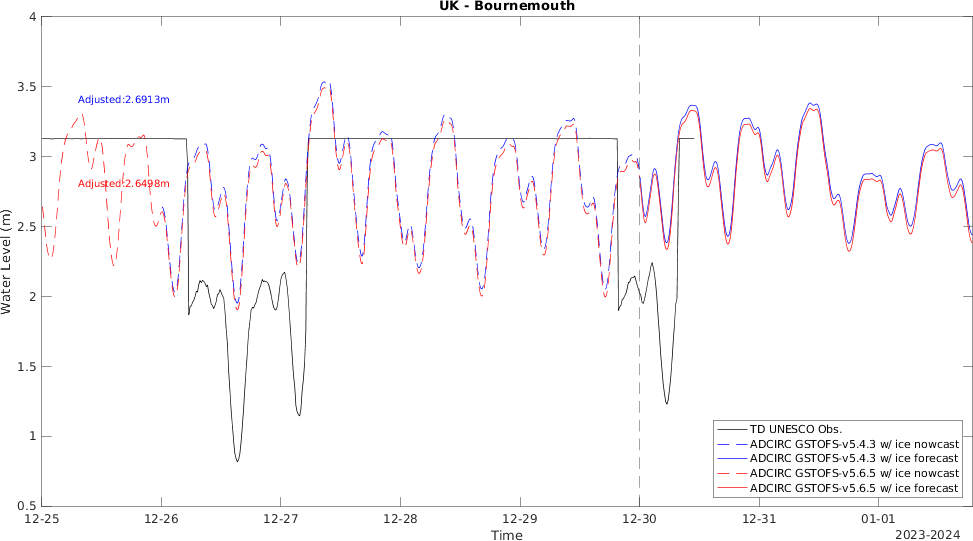 UK - Bournemouth
4
3.5
3
2.5
2
1.5
1
0.5
Water Level (m)
Adjusted:2.6913m
Adjusted:2.6498m
TD UNESCO Obs.
ADCIRC GSTOFS-v5.4.3 w/ ice nowcast
ADCIRC GSTOFS-v5.4.3 w/ ice forecast
ADCIRC GSTOFS-v5.6.5 w/ ice nowcast
ADCIRC GSTOFS-v5.6.5 w/ ice forecast
12-25 12-26 12-27 12-28 12-29 12-30 12-31 01-01
Time
2023-2024